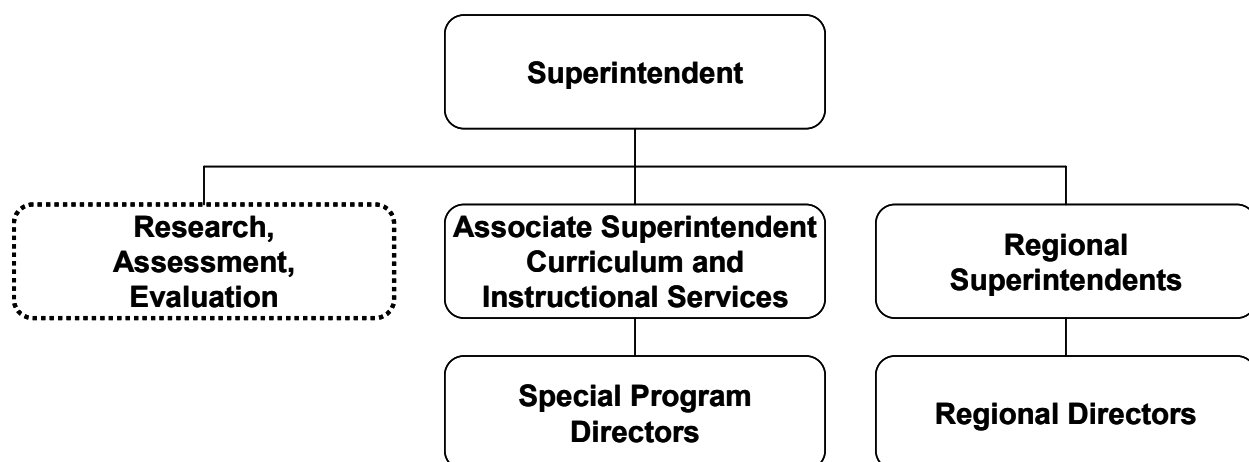 Superintendent
Research,
Assessment,
Evaluation
Associate Superintendent
Curriculum and
Instructional Services
Regional
Superintendents
Special Program
Directors
Regional Directors